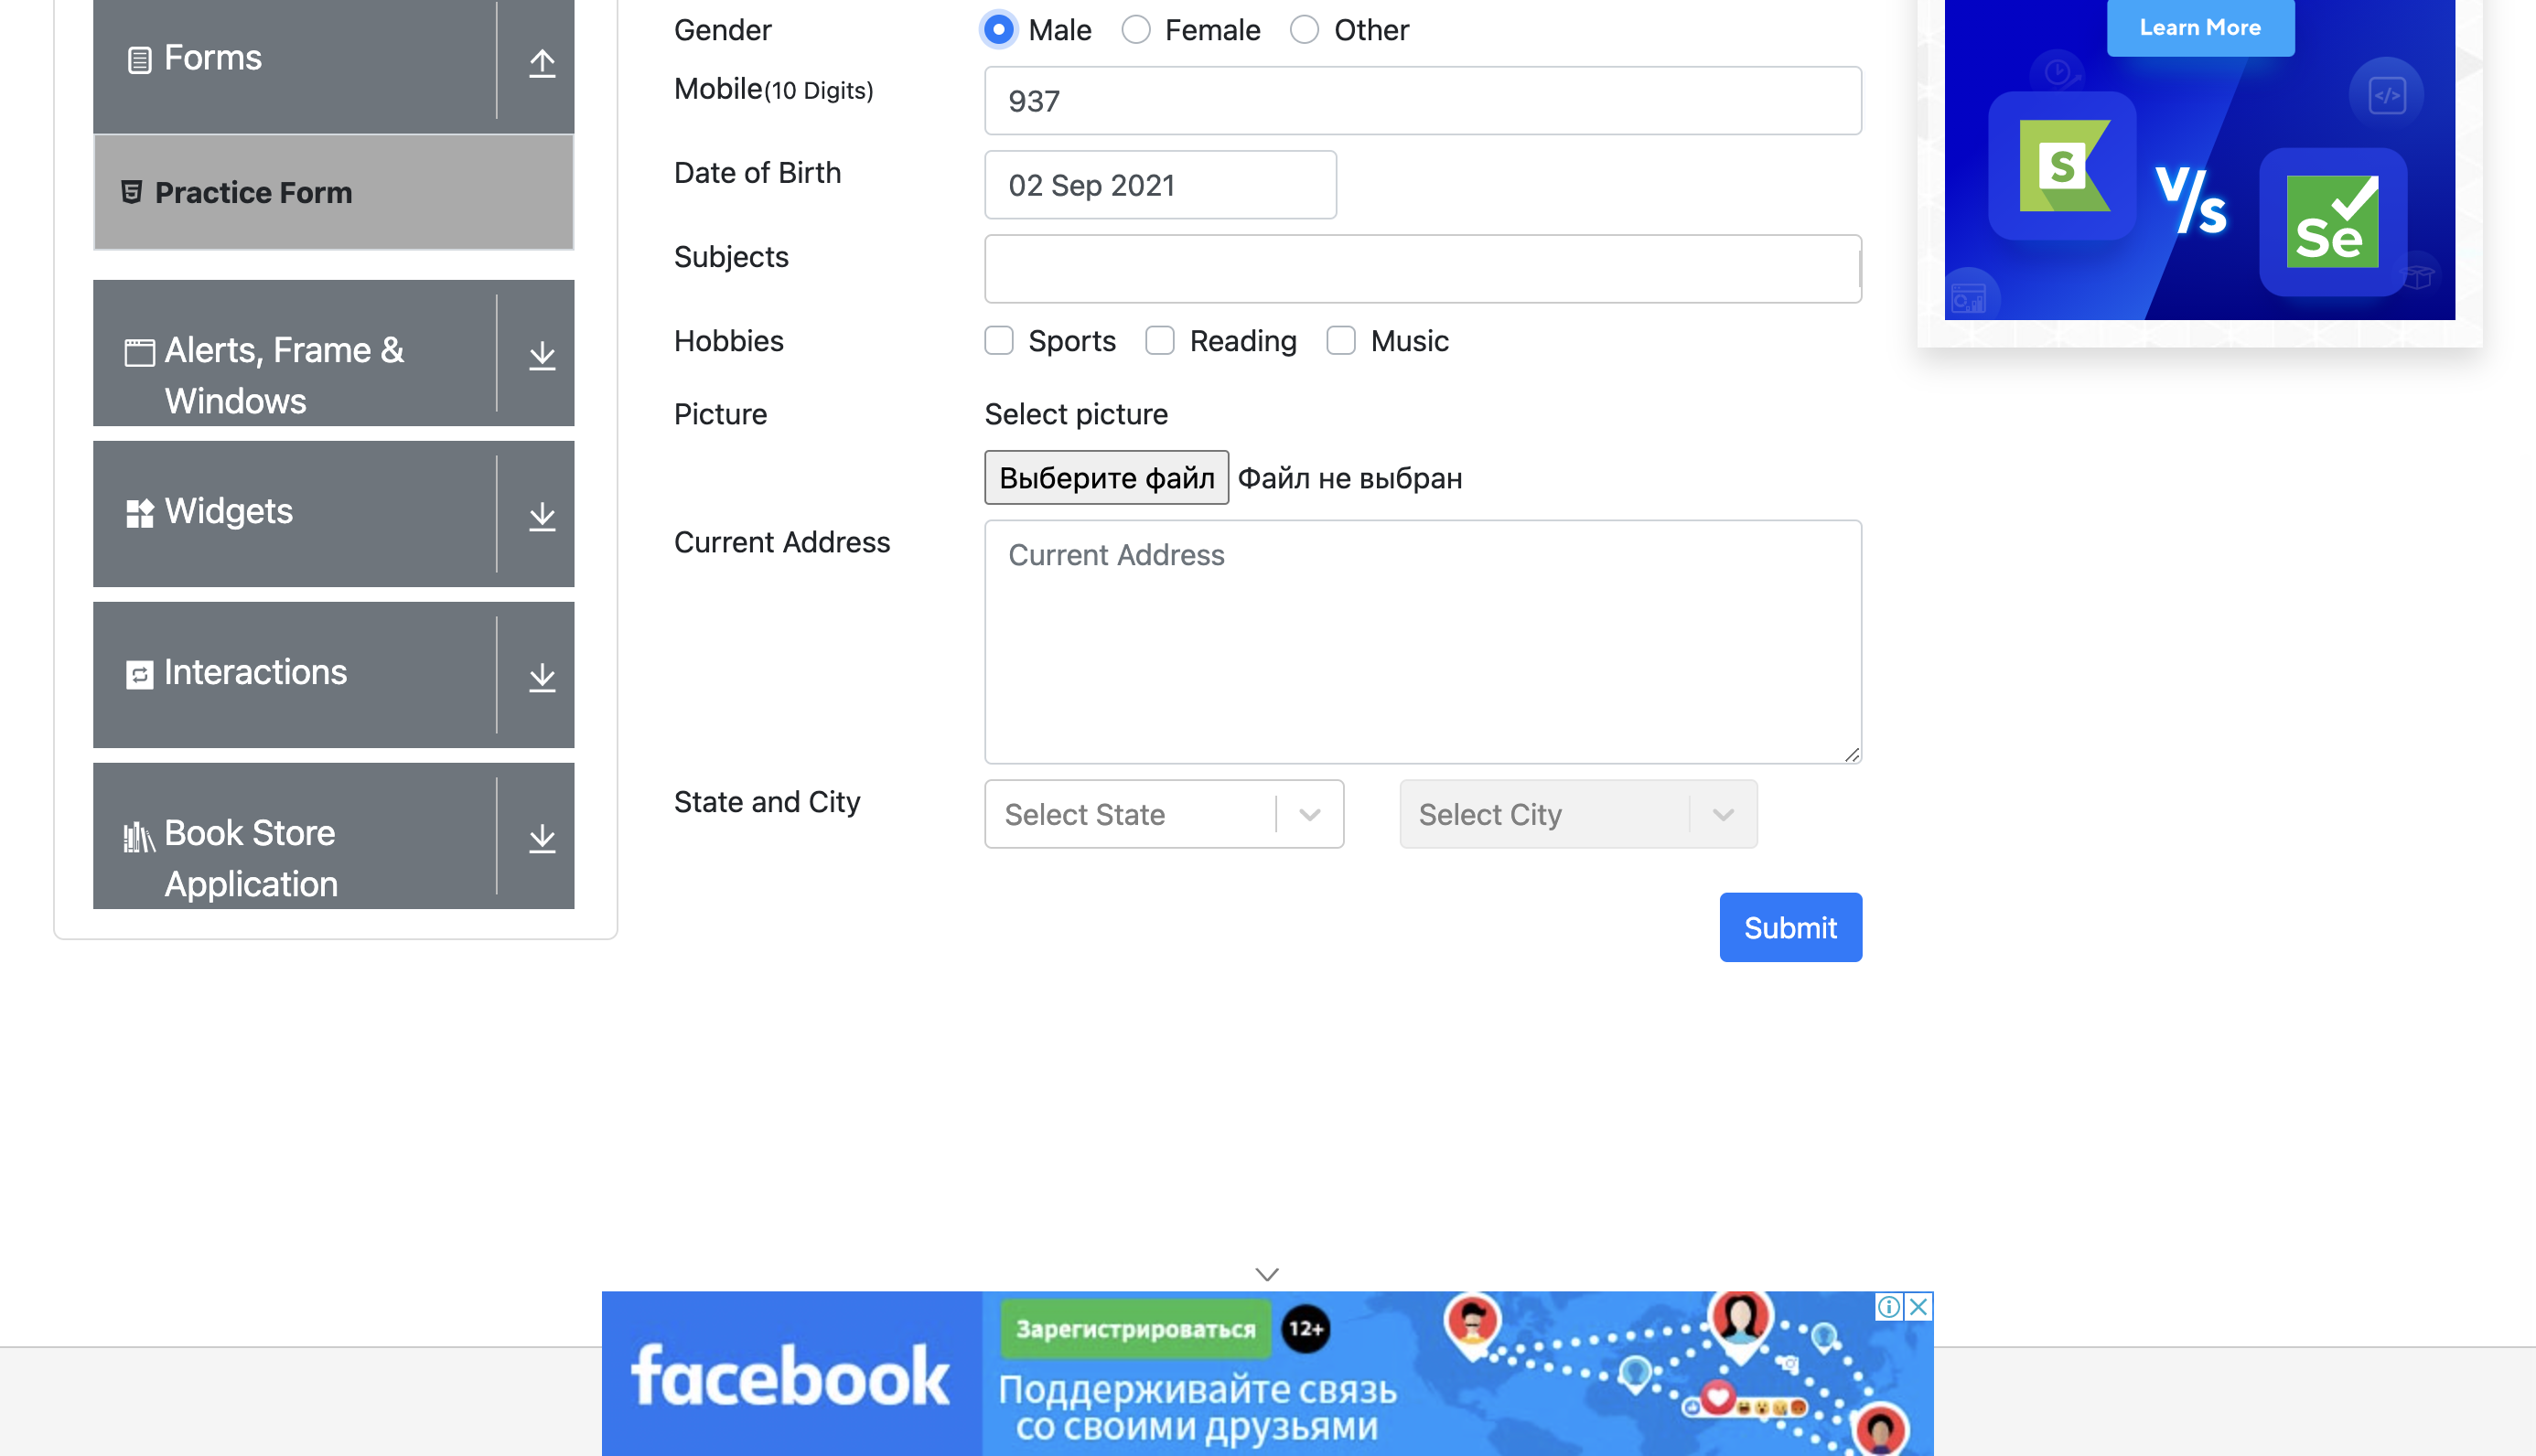 Forms
Practice Form
Alerts, Frame &
Windows
Widgets
Interactions
Book Store
Application
Gender Male Female Other
Mobile(10 Digits) 937
Date of Birth 02 Sep 2021
Subjects
Hobbies Sports Reading Music
Picture Select picture
Выберите файл Файл не выбран
Current Address Current Address
State and City Select State Select City
Submit
Learn More
S V/s Se
</>
facebook
Зарегистрироваться 12+
Поддерживайте связь
со своими друзьями